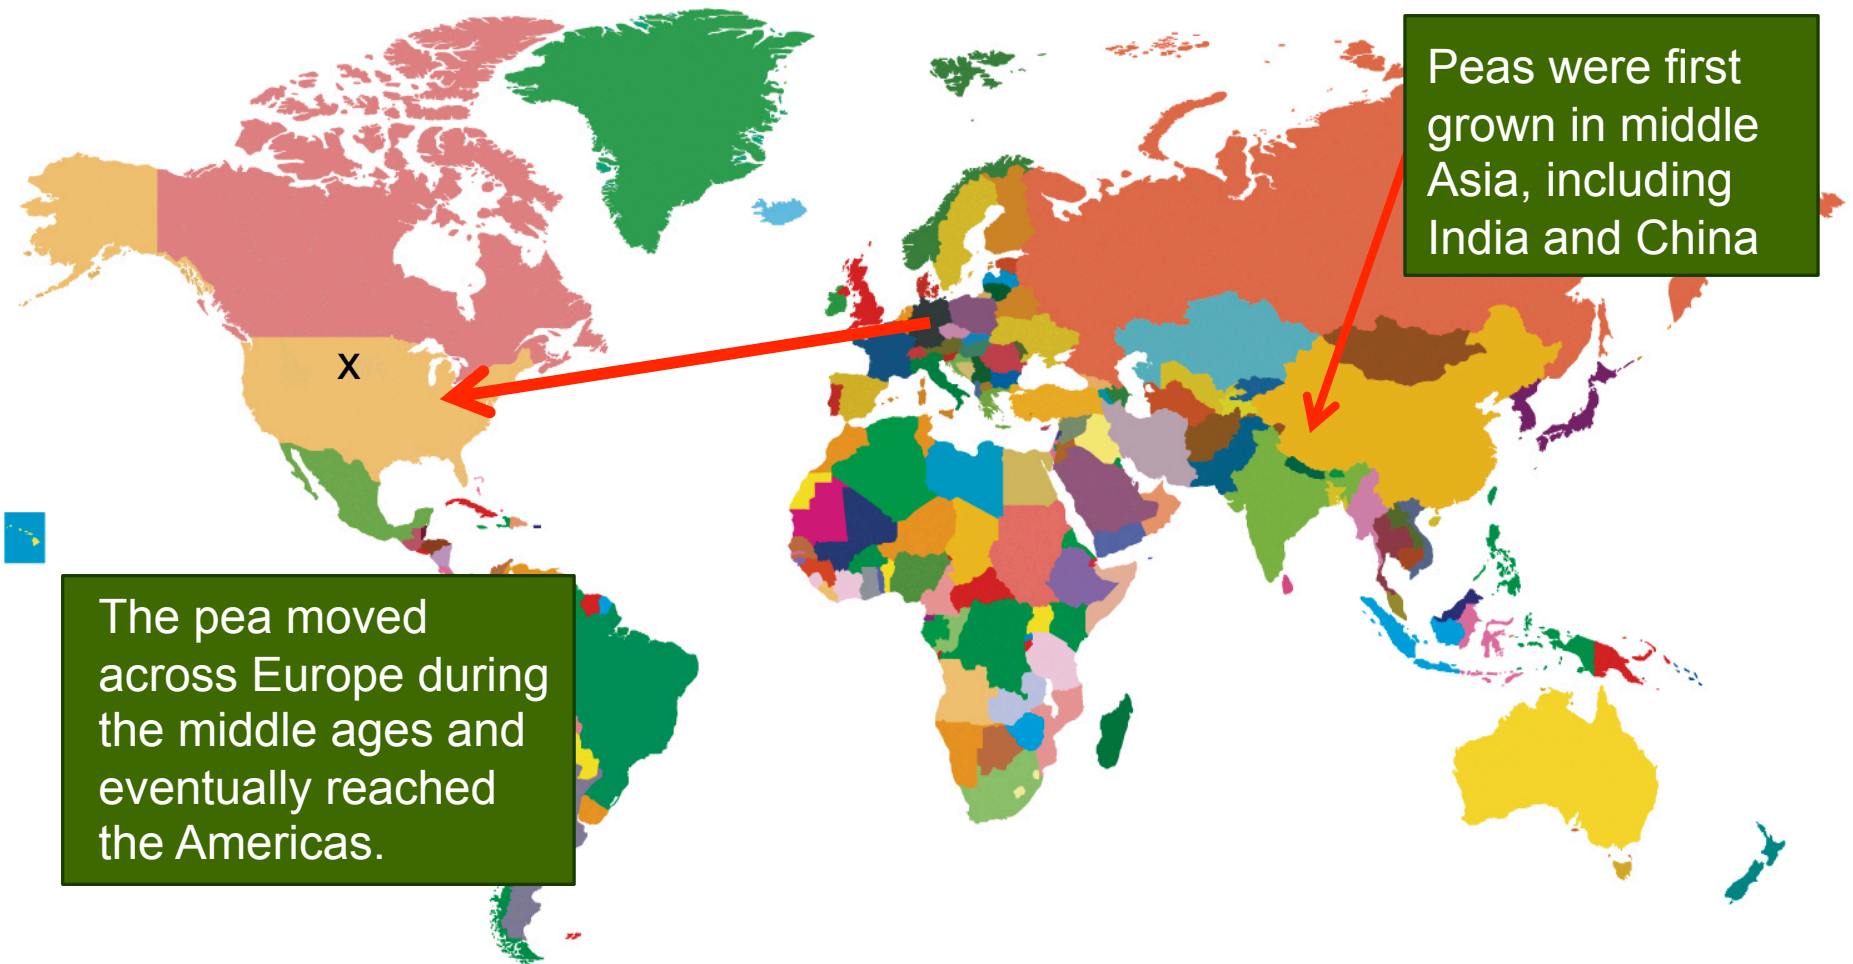 Peas were first
grown in middle
Asia, including
India and China
x
The pea moved
across Europe during
the middle ages and
eventually reached
the Americas.